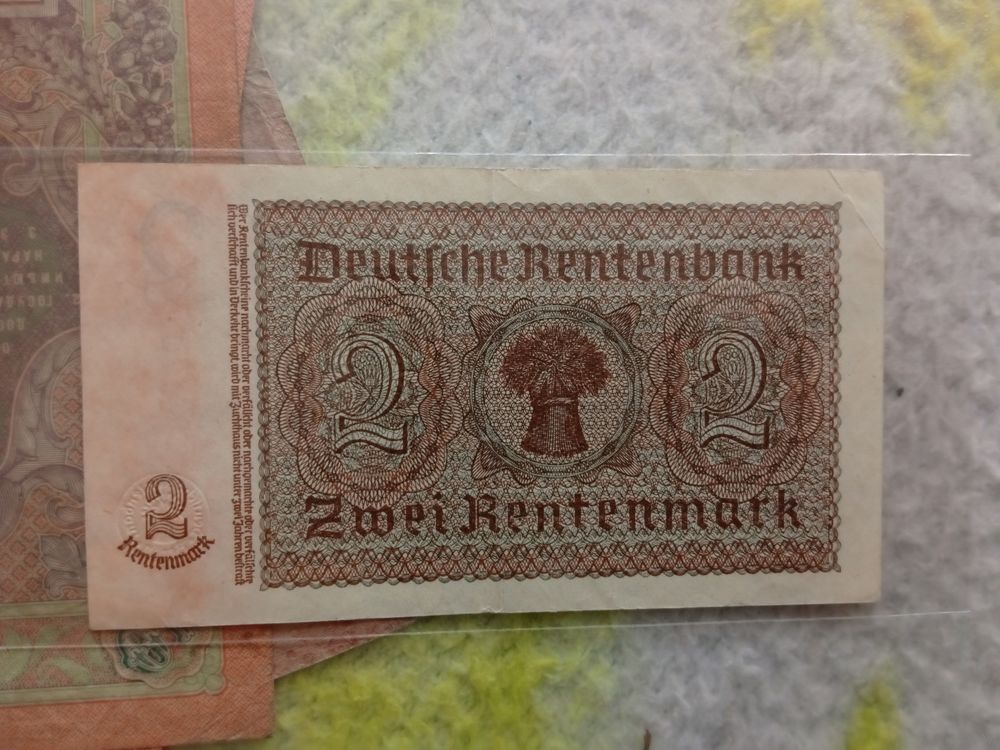 Deutsche Rentenbank
2 2
Zwei Rentenmark
Wer Rentenbankscheine nachmacht oder verfälscht oder nachgemachte oder verfälschte
sich verschafft und in Verkehr bringt, wird mit Zuchthaus nicht unter zwei Jahren bestraft
2
Rentenmark